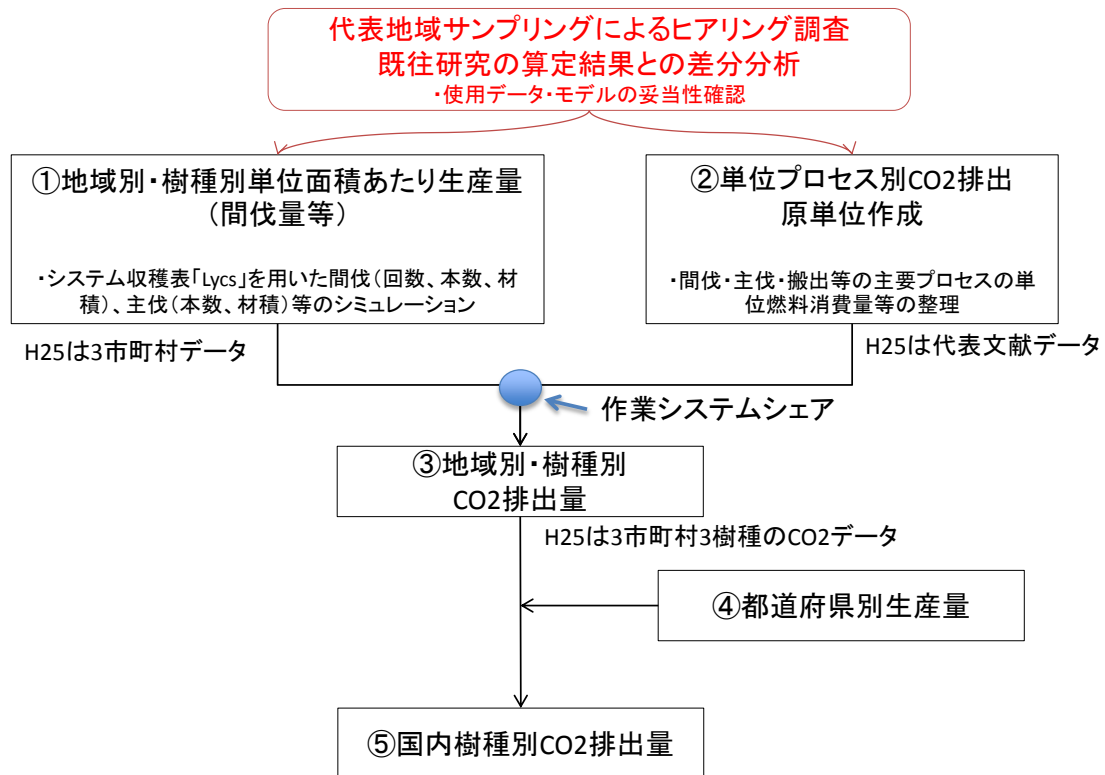 代表地域サンプリングによるヒアリング調査
既往研究の算定結果との差分分析
・使用データ・モデルの妥当性確認
①地域別・樹種別単位面積あたり生産量
（間伐量等）
・システム収穫表「Lycs」を用いた間伐（回数、本数、材
積）、主伐（本数、材積）等のシミュレーション
②単位プロセス別CO2排出
原単位作成
・間伐・主伐・搬出等の主要プロセスの単
位燃料消費量等の整理
H25は3市町村データ
H25は代表文献データ
作業システムシェア
③地域別・樹種別
CO2排出量
H25は3市町村3樹種のCO2データ
④都道府県別生産量
⑤国内樹種別CO2排出量